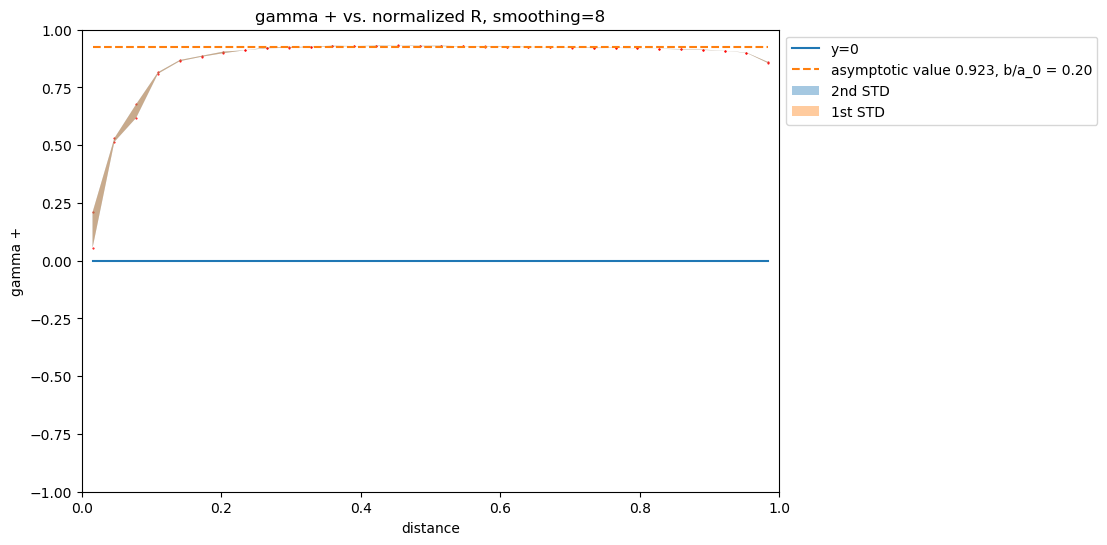 gamma + vs. normalized R, smoothing=8
1.00
0.75
0.50
0.25
0.00
−0.25
−0.50
−0.75
−1.00
gamma +
0.0 0.2 0.4 0.6 0.8 1.0
distance
y=0
asymptotic value 0.923, b/a_0 = 0.20
2nd STD
1st STD